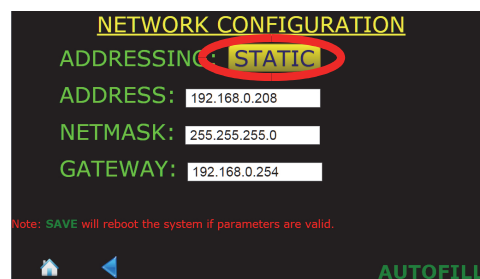 NETWORK CONFIGURATION
ADDRESSING: STATIC
ADDRESS: 192.168.0.208
NETMASK: 255.255.255.0
GATEWAY: 192.168.0.254
Note: SAVE will reboot the system if parameters are valid.
AUTOFILL